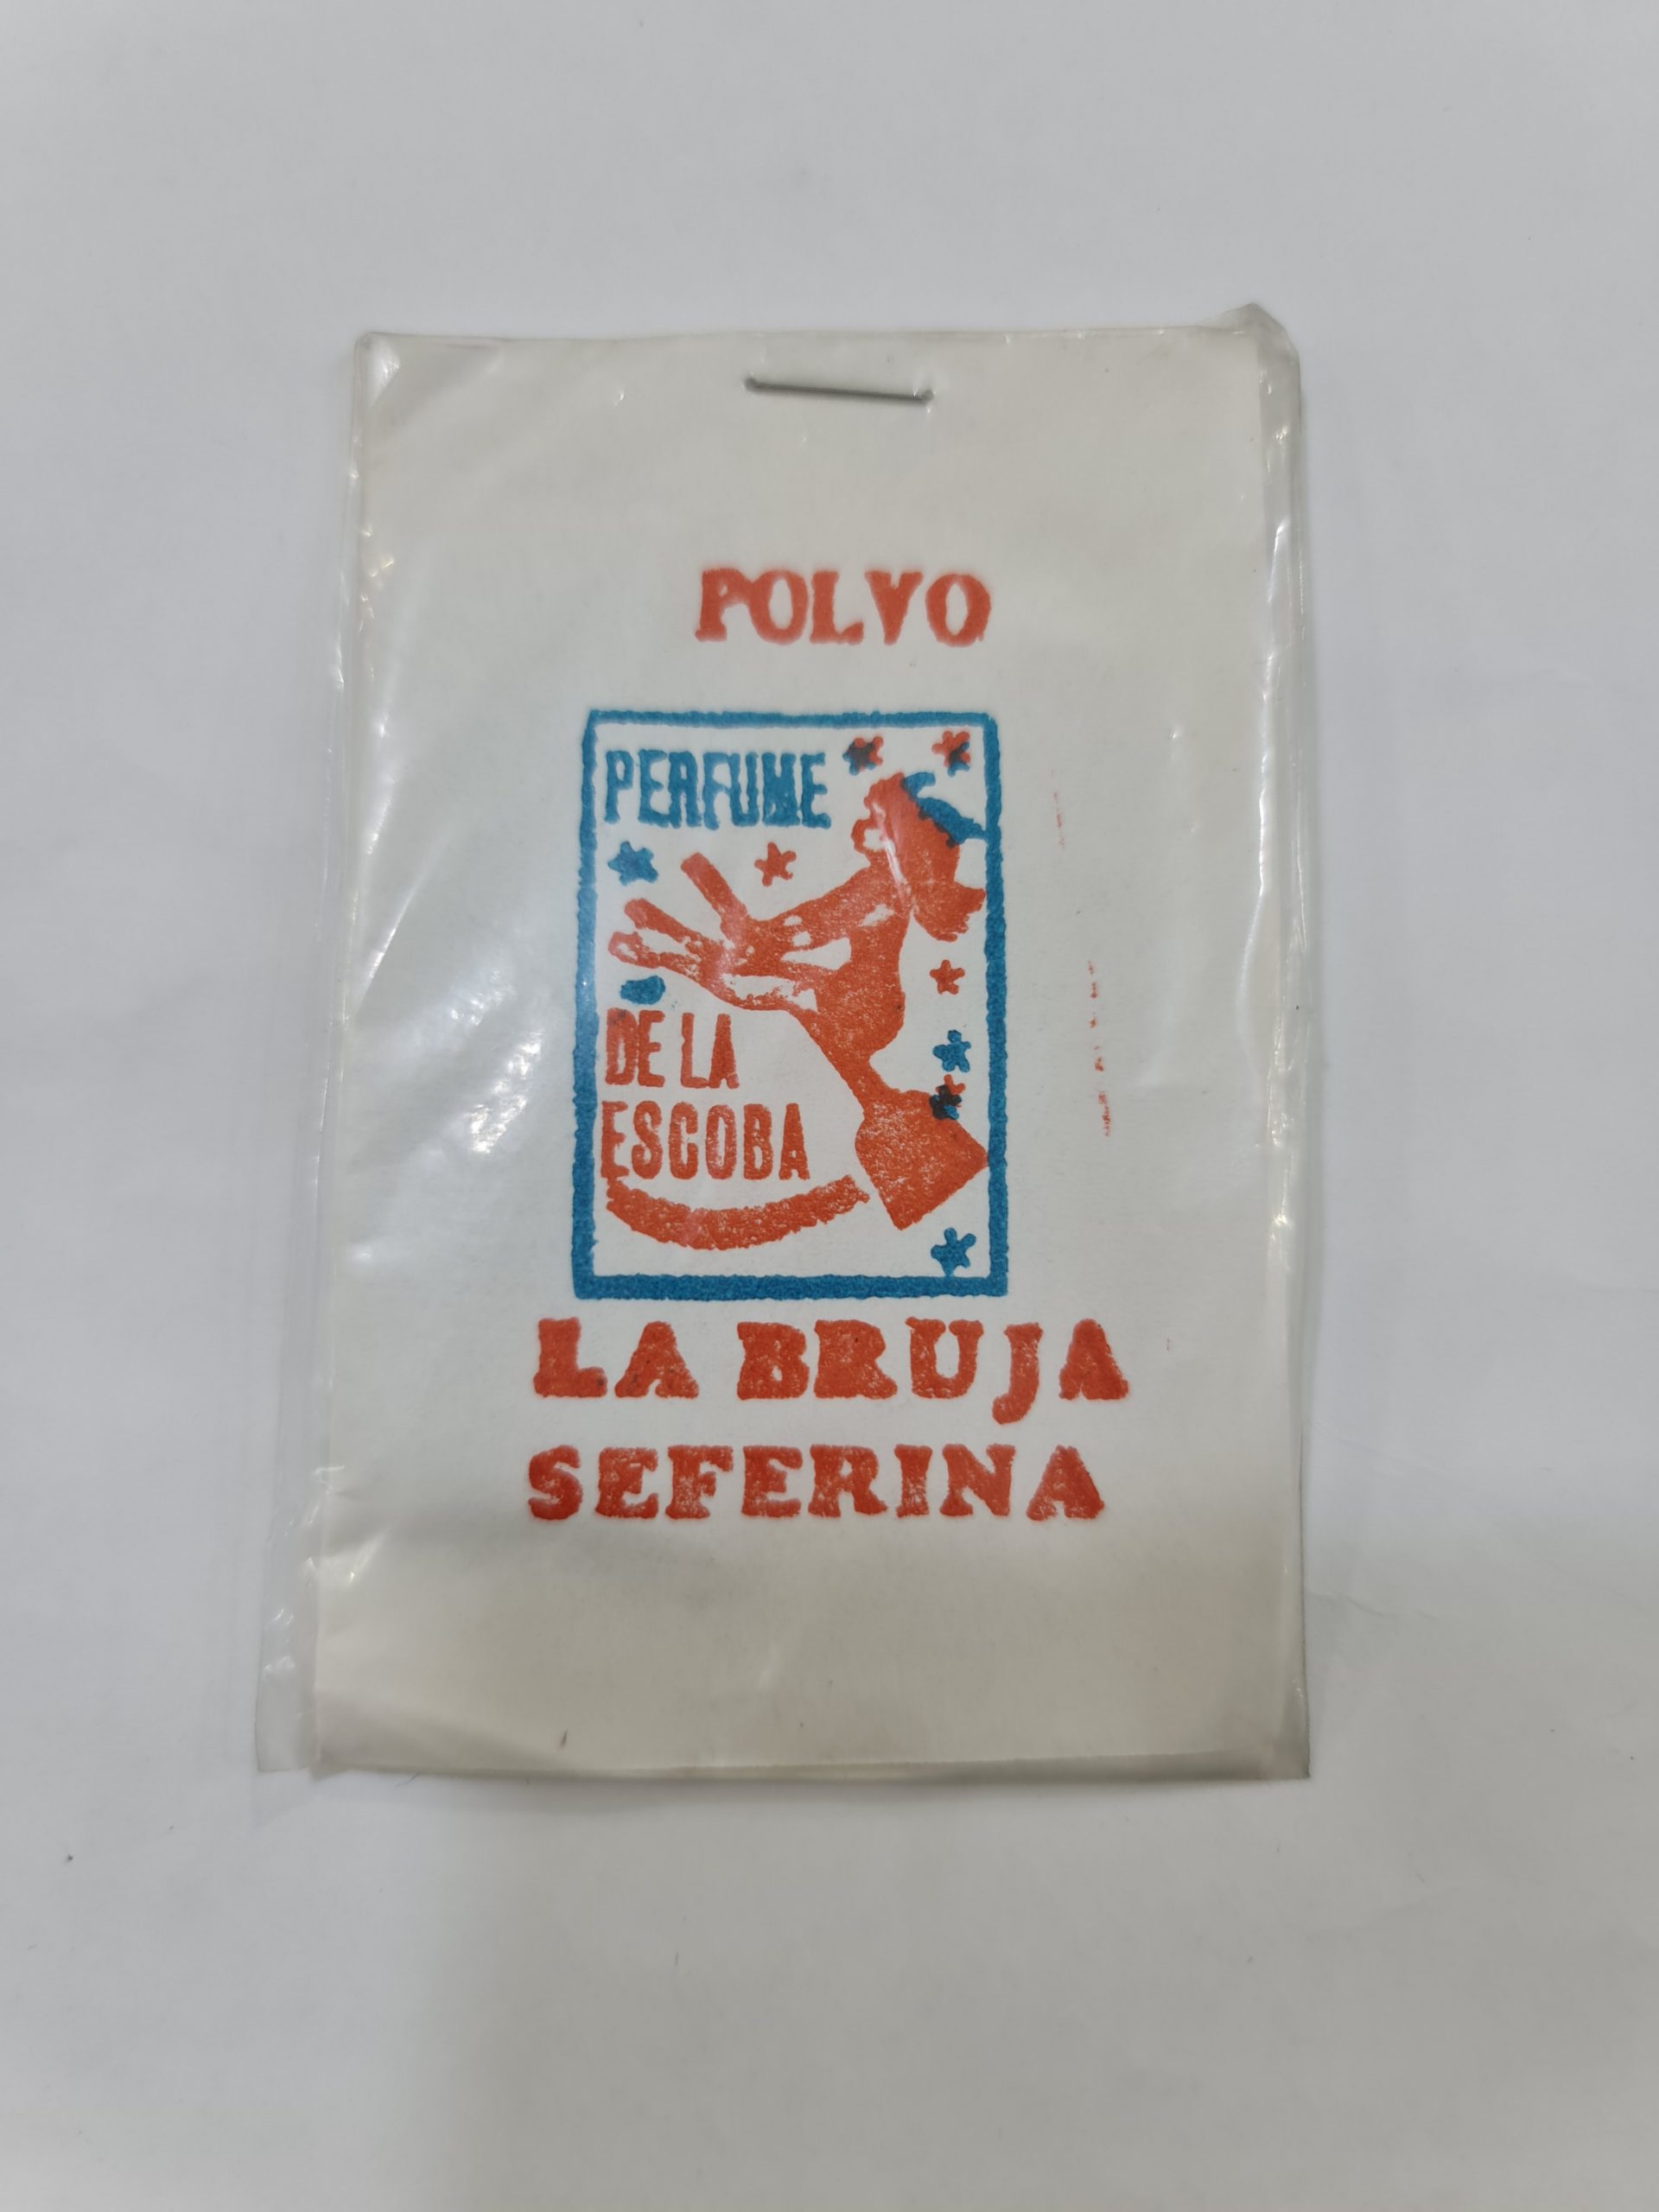 POLVO
PERFUME
DE LA
ESCOBA
LA BRUJA
SEFERINA